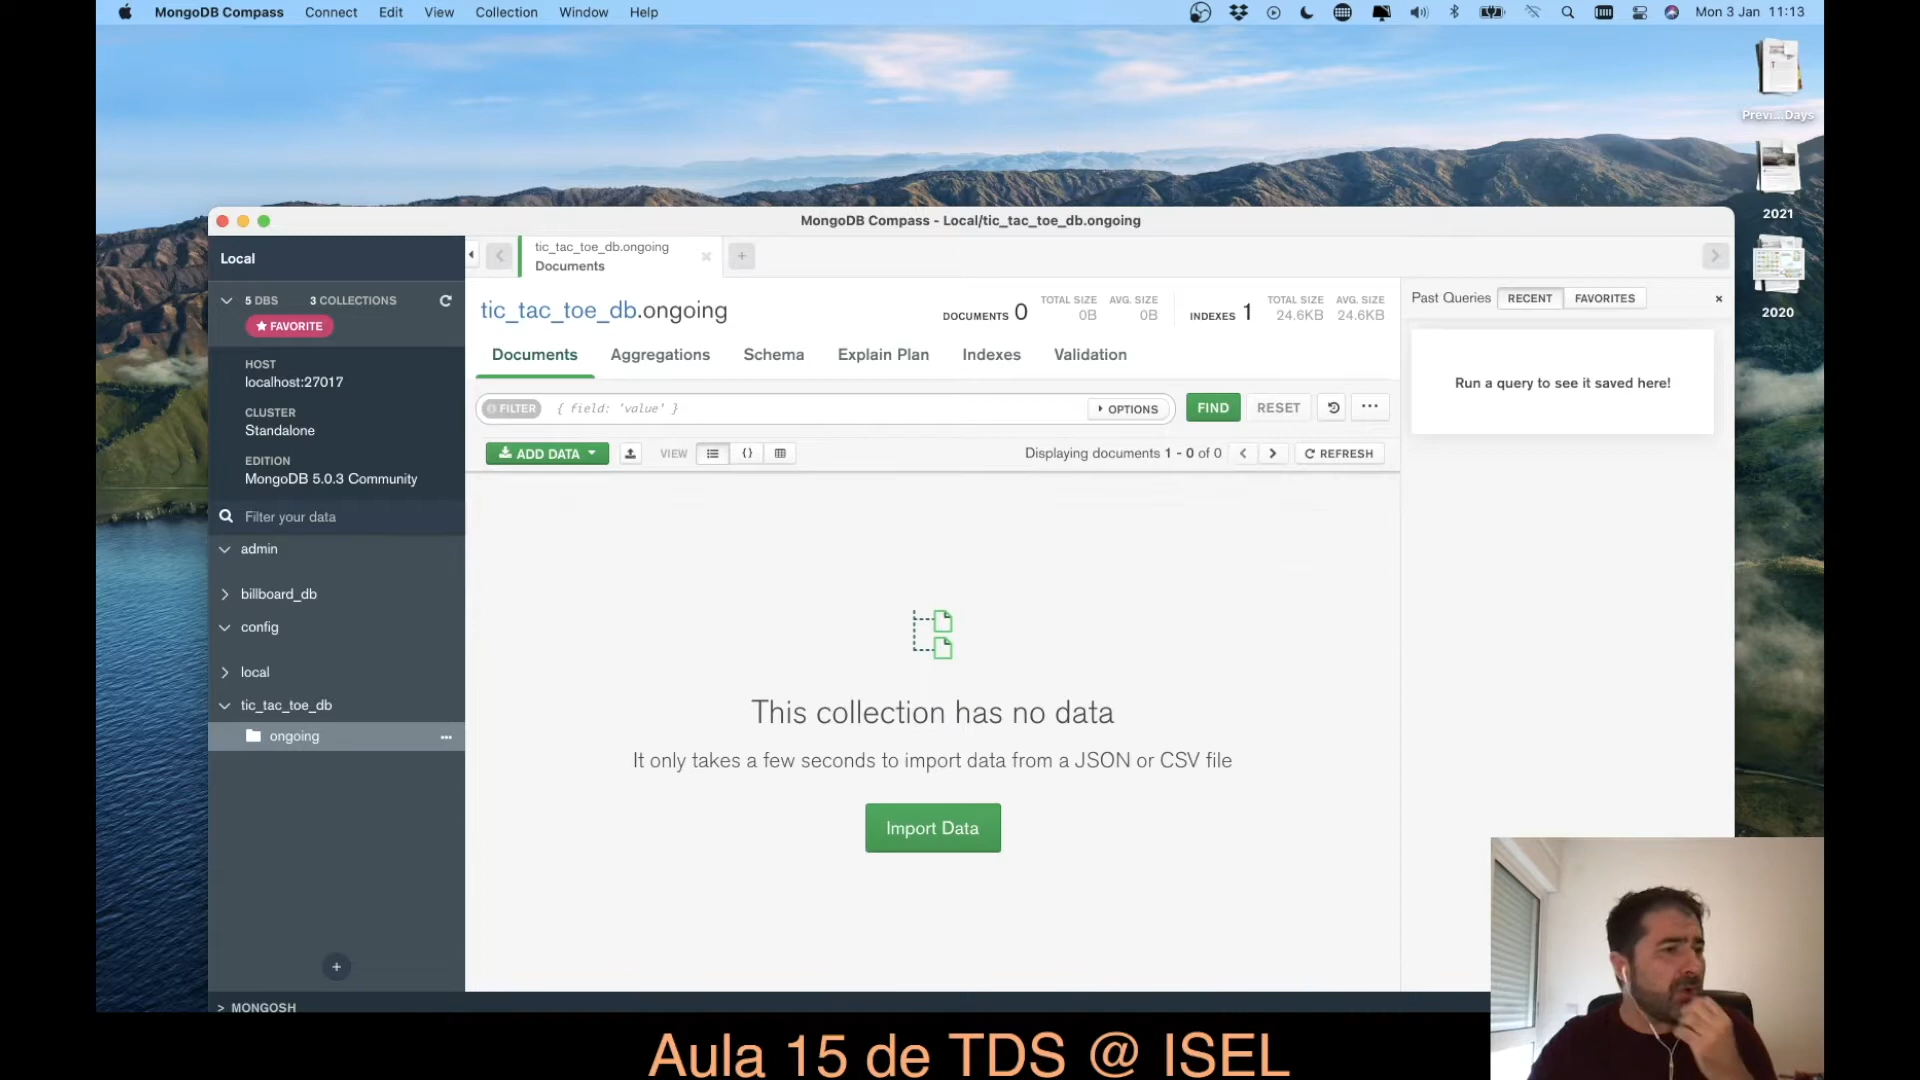 MongoDB Compass Connect Edit View Collection Window Help Mon 3 Jan 11:13
Previ...Days
2021
2020
MongoDB Compass - Local/tic_tac_toe_db.ongoing
Local
5 DBS 3 COLLECTIONS
FAVORITE
HOST
localhost:27017
CLUSTER
Standalone
EDITION
MongoDB 5.0.3 Community
Filter your data
admin
billboard_db
config
local
tic_tac_toe_db
ongoing
> MONGOSH
tic_tac_toe_db.ongoing
Documents
tic_tac_toe_db.ongoing
DOCUMENTS 0 TOTAL SIZE 0B AVG. SIZE 0B INDEXES 1 TOTAL SIZE 24.6KB AVG. SIZE 24.6KB
Documents Aggregations Schema Explain Plan Indexes Validation
FILTER { field: 'value' } OPTIONS FIND RESET
ADD DATA VIEW {} Displaying documents 1 - 0 of 0 REFRESH
This collection has no data
It only takes a few seconds to import data from a JSON or CSV file
Import Data
Past Queries RECENT FAVORITES
Run a query to see it saved here!
Aula 15 de TDS @ ISEL